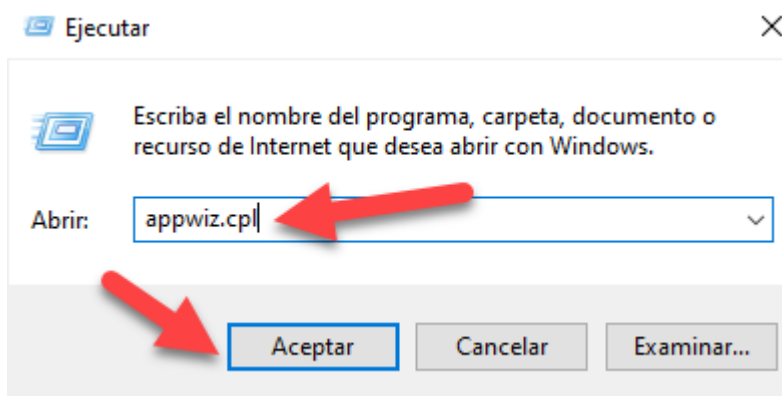 Ejecutar
Escriba el nombre del programa, carpeta, documento o
recurso de Internet que desea abrir con Windows.
Abrir: appwiz.cpl
Aceptar Cancelar Examinar...